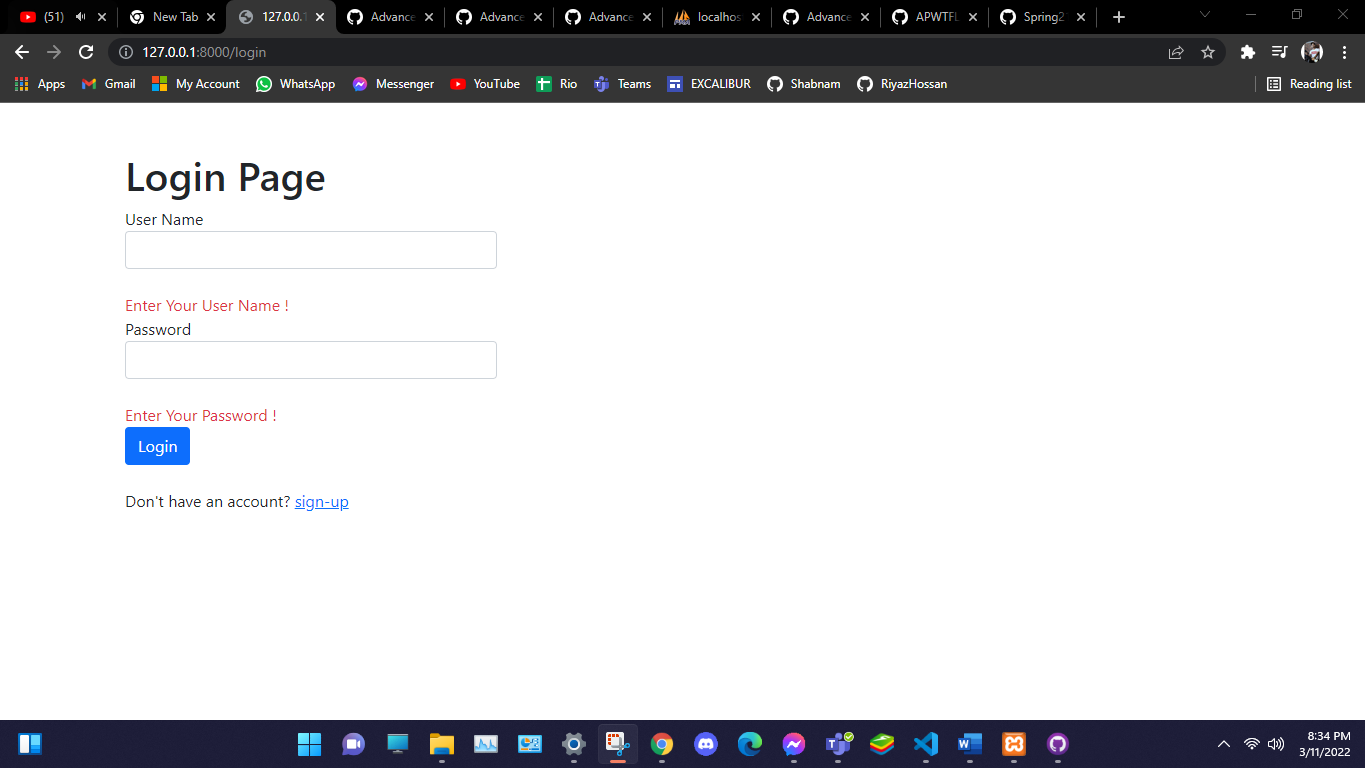 (51)
New Tab
127.0.0.1
Advance
Advance
Advance
localhos
Advance
APWTFL
Spring2
127.0.0.1:8000/login
Apps
Gmail
My Account
WhatsApp
Messenger
YouTube
Rio
Teams
EXCALIBUR
Shabnam
RiyazHossan
Reading list
Login Page
User Name
Enter Your User Name !
Password
Enter Your Password !
Login
Don't have an account? sign-up
8:34 PM
3/11/2022